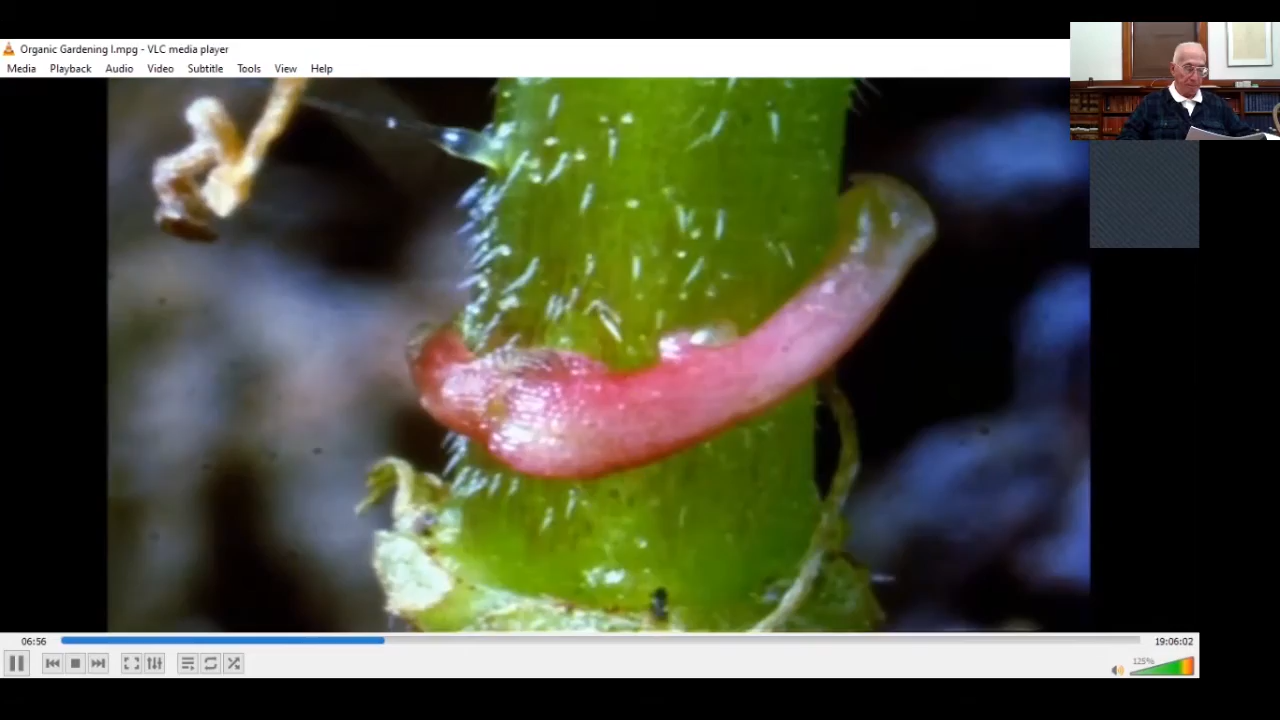 Organic Gardening I.mpg - VLC media player
Media Playback Audio Video Subtitle Tools View Help
06:56 19:06:02
125%